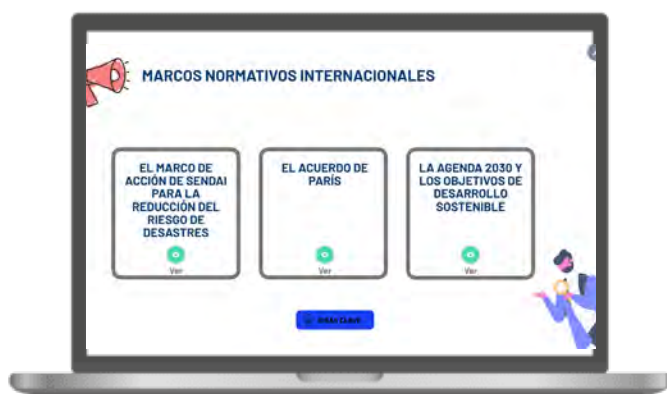 MARCOS NORMATIVOS INTERNACIONALES
EL MARCO DE
ACCIÓN DE SENDAI
PARA LA
REDUCCIÓN DEL
RIESGO DE
DESASTRES
Ver
EL ACUERDO DE
PARÍS
Ver
LA AGENDA 2030 Y
LOS OBJETIVOS DE
DESARROLLO
SOSTENIBLE
Ver